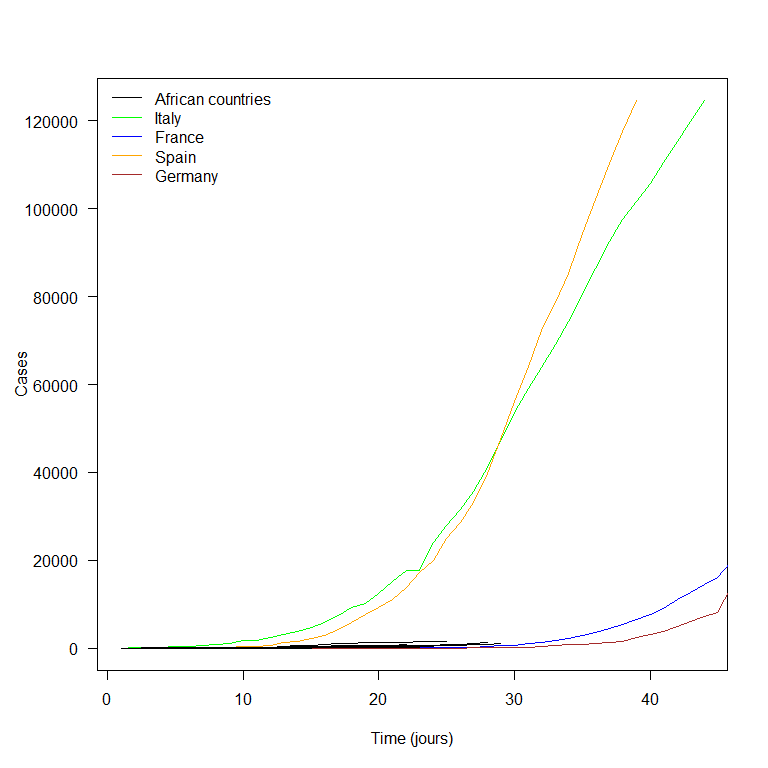 African countries
Italy
France
Spain
Germany
120000
100000
80000
60000
40000
20000
0
Cases
0 10 20 30 40
Time (jours)